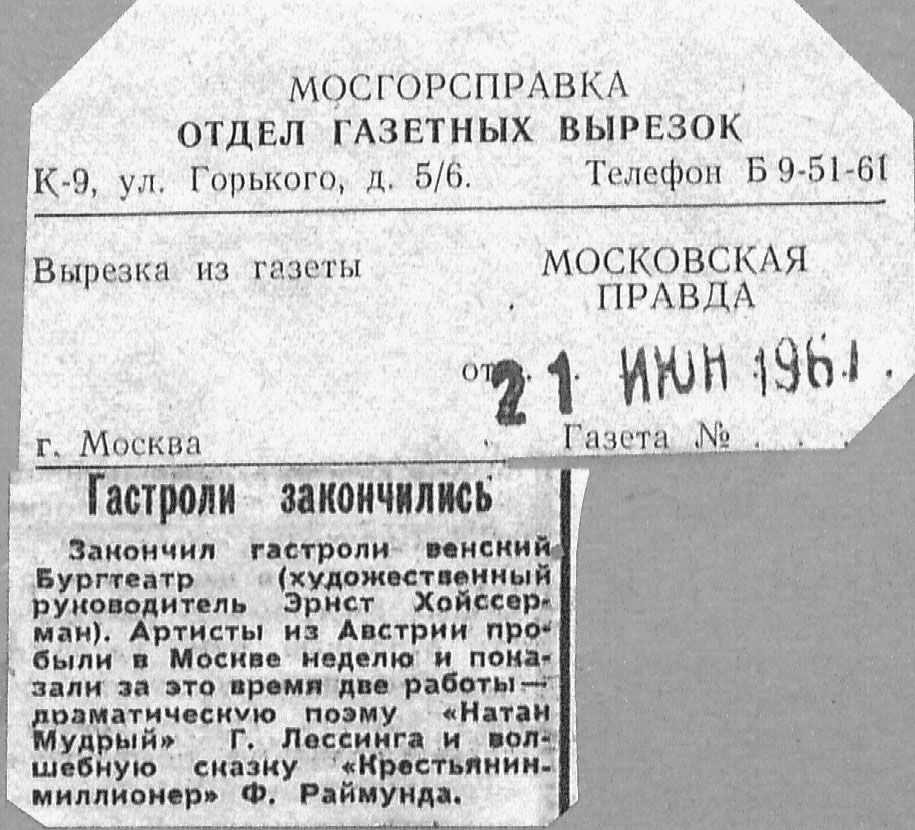 МОСГОРСПРАВКА
ОТДЕЛ ГАЗЕТНЫХ ВЫРЕЗОК
К-9, ул. Горького, д. 5/6. Телефон Б 9-51-61
Вырезка из газеты
МОСКОВСКАЯ
ПРАВДА
от 21 ИЮН 1961 .
г. Москва
Газета № . . .
Гастроли закончились
Закончил гастроли венский
Бургтеатр (художественный
руководитель Эрнст Хойссер-
ман). Артисты из Австрии про-
были в Москве неделю и пока-
зали за это время две работы —
драматическую поэму «Натан
Мудрый» Г. Лессинга и вол-
шебную сказку «Крестьянин-
миллионер» Ф. Раймунда.